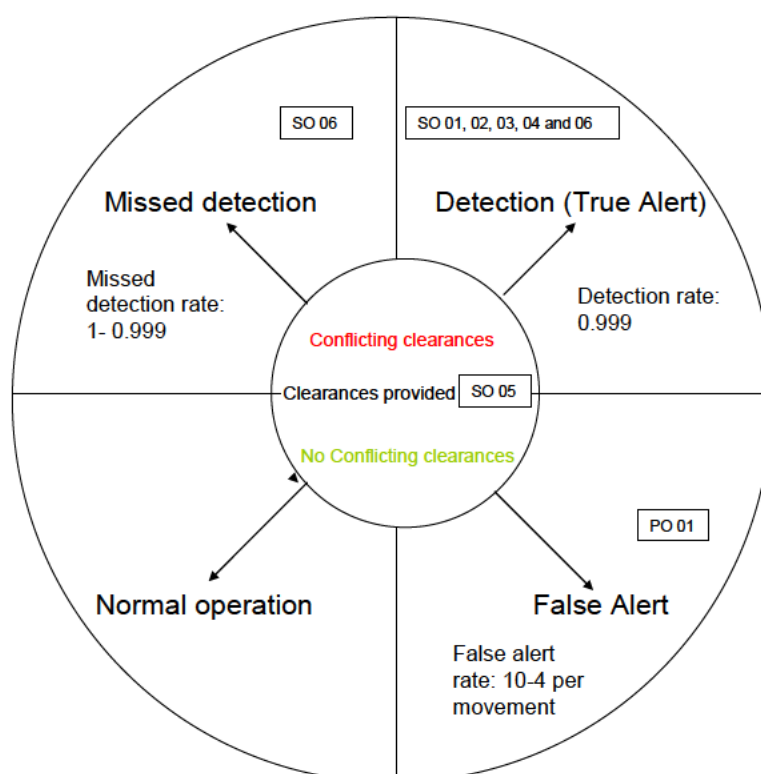 SO 06
SO 01, 02, 03, 04 and 06
Missed detection
Detection (True Alert)
Missed
detection rate:
1- 0.999
Detection rate:
0.999
Conflicting clearances
Clearances provided
SO 05
No Conflicting clearances
PO 01
Normal operation
False Alert
False alert
rate: 10-4 per
movement